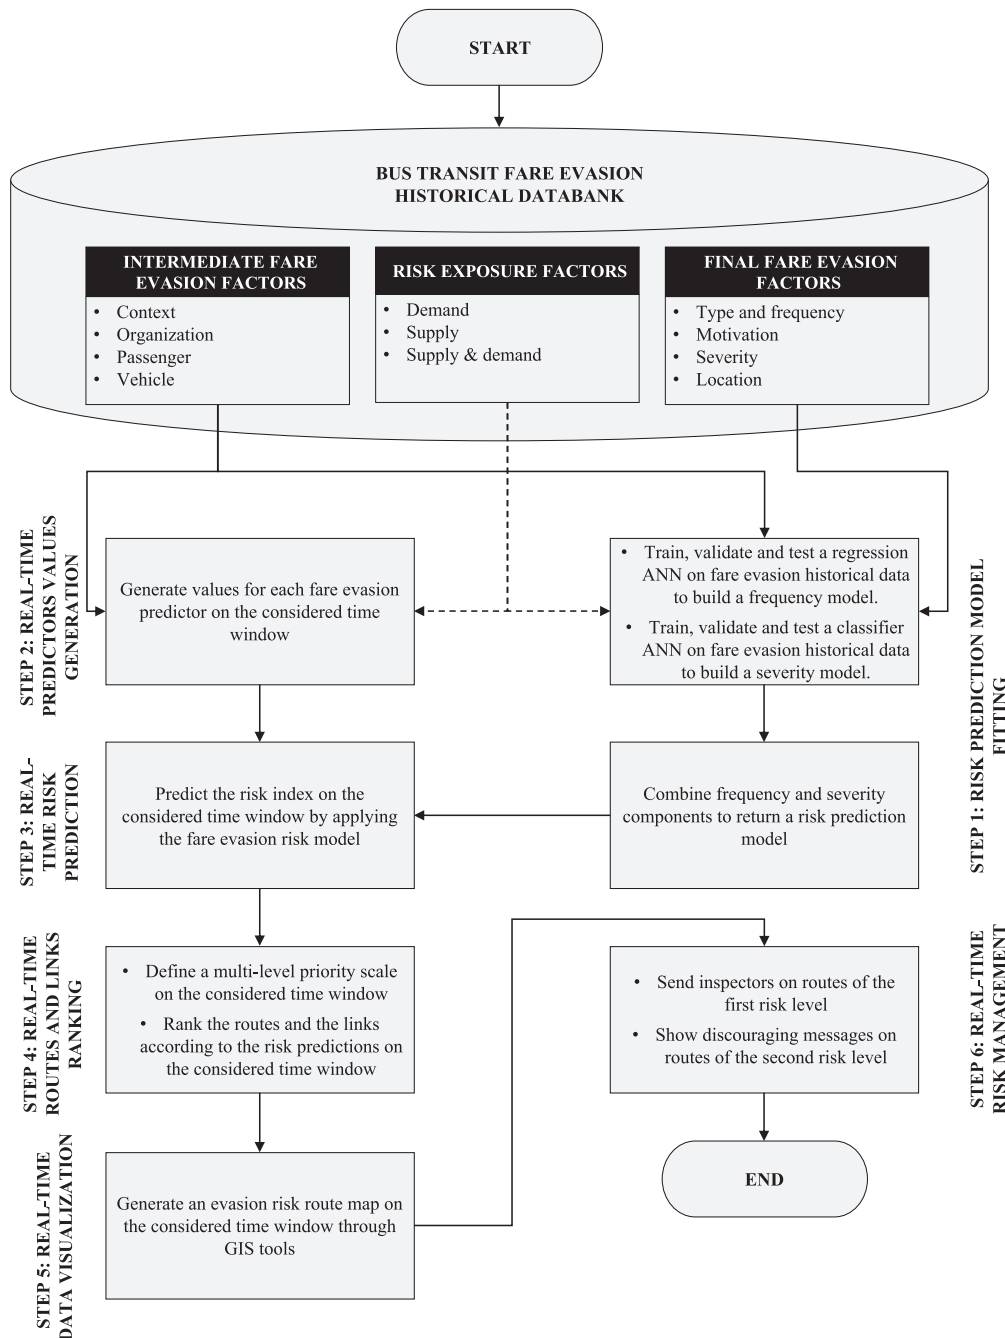 START
BUS TRANSIT FARE EVASION
HISTORICAL DATABANK
INTERMEDIATE FARE
EVASION FACTORS
• Context
• Organization
• Passenger
• Vehicle
RISK EXPOSURE FACTORS
• Demand
• Supply
• Supply & demand
FINAL FARE EVASION
FACTORS
• Type and frequency
• Motivation
• Severity
• Location
STEP 2: REAL-TIME
PREDICTORS VALUES
GENERATION
Generate values for each fare evasion
predictor on the considered time
window
• Train, validate and test a regression
ANN on fare evasion historical data
to build a frequency model.
• Train, validate and test a classifier
ANN on fare evasion historical data
to build a severity model.
STEP 1: RISK PREDICTION MODEL
FITTING
STEP 3: REAL-
TIME RISK
PREDICTION
Predict the risk index on the
considered time window by applying
the fare evasion risk model
Combine frequency and severity
components to return a risk prediction
model
STEP 4: REAL-TIME
ROUTES AND LINKS
RANKING
• Define a multi-level priority scale
on the considered time window
• Rank the routes and the links
according to the risk predictions on
the considered time window
• Send inspectors on routes of the
first risk level
• Show discouraging messages on
routes of the second risk level
STEP 6: REAL-TIME
RISK MANAGEMENT
STEP 5: REAL-TIME
DATA VISUALIZATION
Generate an evasion risk route map on
the considered time window through
GIS tools
END